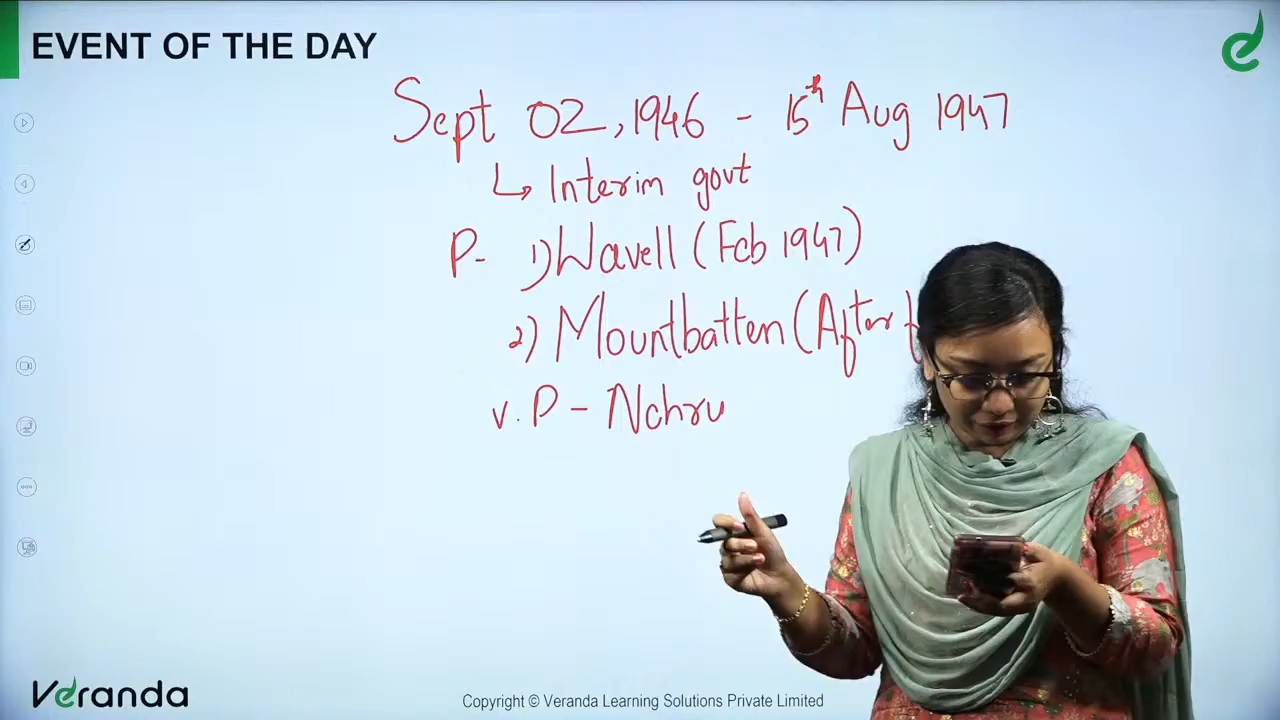 EVENT OF THE DAY
Sept 02, 1946 - 15th Aug 1947
↳ Interim govt
P- 1) Wavell (Feb 1947)
2) Mountbatten (After
V.P - Nehru
Veranda
Copyright © Veranda Learning Solutions Private Limited